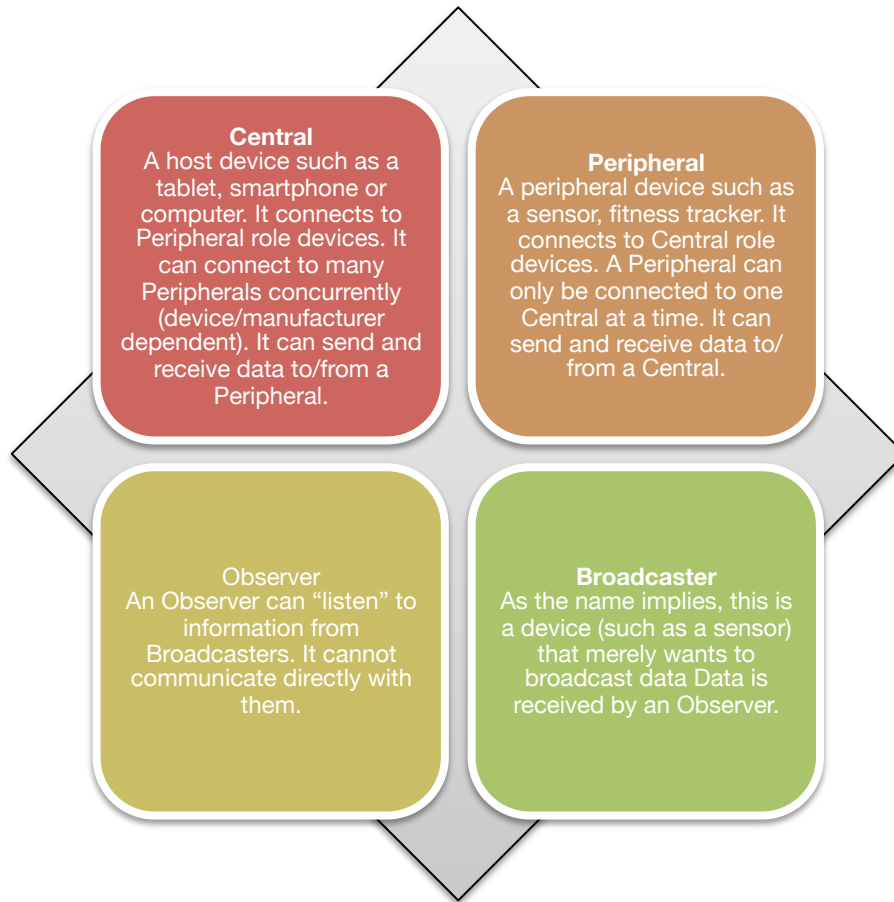 Central
A host device such as a
tablet, smartphone or
computer. It connects to
Peripheral role devices. It
can connect to many
Peripherals concurrently
(device/manufacturer
dependent). It can send and
receive data to/from a
Peripheral.
Peripheral
A peripheral device such as
a sensor, fitness tracker. It
connects to Central role
devices. A Peripheral can
only be connected to one
Central at a time. It can
send and receive data to/
from a Central.
Observer
An Observer can “listen” to
information from
Broadcasters. It cannot
communicate directly with
them.
Broadcaster
As the name implies, this is
a device (such as a sensor)
that merely wants to
broadcast data Data is
received by an Observer.